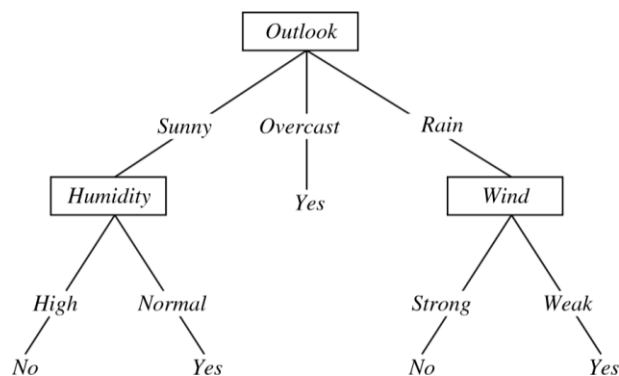 Outlook
Sunny Overcast Rain
Humidity Yes Wind
High Normal Strong Weak
No Yes No Yes